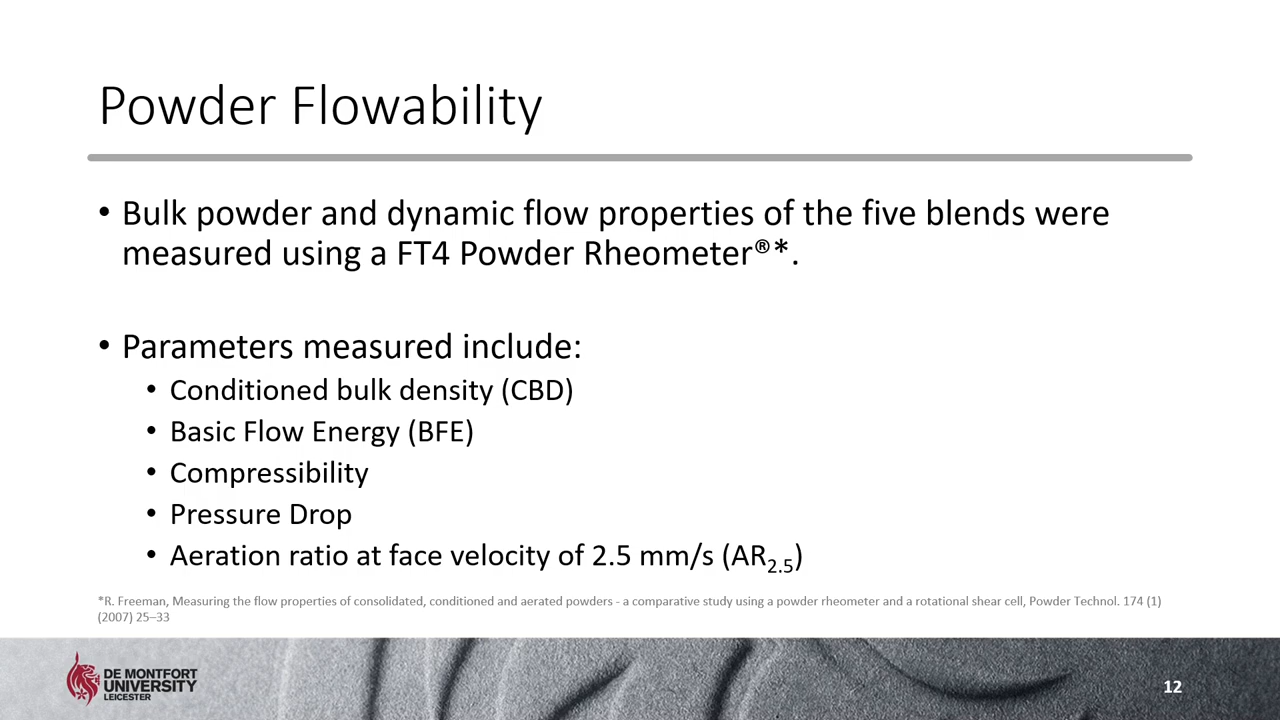 Powder Flowability
• Bulk powder and dynamic flow properties of the five blends were
measured using a FT4 Powder Rheometer®*.
• Parameters measured include:
• Conditioned bulk density (CBD)
• Basic Flow Energy (BFE)
• Compressibility
• Pressure Drop
• Aeration ratio at face velocity of 2.5 mm/s (AR2.5)
*R. Freeman, Measuring the flow properties of consolidated, conditioned and aerated powders - a comparative study using a powder rheometer and a rotational shear cell, Powder Technol. 174 (1)
(2007) 25–33
DE MONTFORT
UNIVERSITY
LEICESTER
12